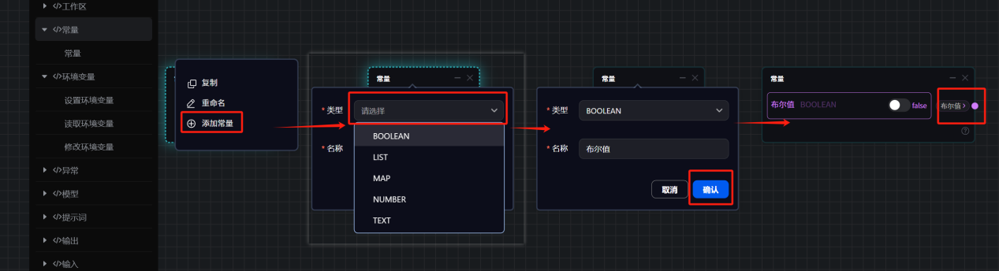 </>工作区
</>常量
常量
</>环境变量
设置环境变量
读取环境变量
修改环境变量
</>异常
</>模型
</>提示词
</>输出
</>输入
复制
重命名
添加常量
常量
* 类型
请选择
BOOLEAN
LIST
MAP
NUMBER
TEXT
* 名称
常量
* 类型
BOOLEAN
* 名称
布尔值
取消
确认
常量
布尔值 BOOLEAN
false
布尔值 >